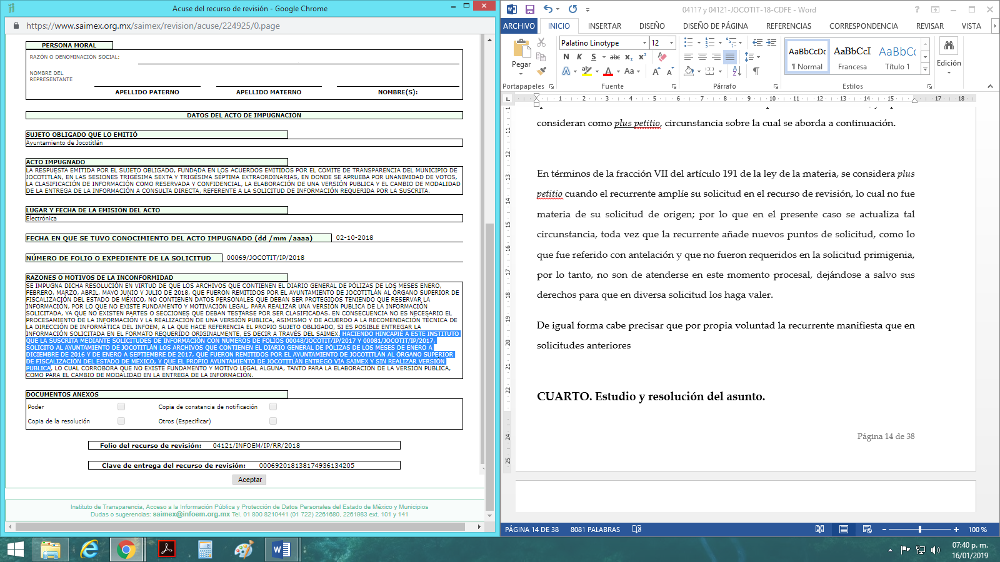 Acuse del recurso de revisión - Google Chrome
https://www.saimex.org.mx/saimex/revision/acuse/224925/0.page
PERSONA MORAL
RAZÓN O DENOMINACIÓN SOCIAL:
NOMBRE DEL
REPRESENTANTE
APELLIDO PATERNO APELLIDO MATERNO NOMBRE(S):
DATOS DEL ACTO DE IMPUGNACIÓN
SUJETO OBLIGADO QUE LO EMITIÓ
Ayuntamiento de Jocotitlán
ACTO IMPUGNADO
LA RESPUESTA EMITIDA POR EL SUJETO OBLIGADO, FUNDADA EN LOS ACUERDOS EMITIDOS POR EL COMITÉ DE TRANSPARENCIA DEL MUNICIPIO DE
JOCOTITLÁN, EN LAS SESIONES TRIGÉSIMA SEXTA Y TRIGÉSIMA SÉPTIMA EXTRAORDINARIAS, EN DONDE SE APRUEBA POR UNANIMIDAD DE VOTOS,
LA CLASIFICACIÓN DE INFORMACIÓN COMO RESERVADA Y CONFIDENCIAL, LA ELABORACIÓN DE UNA VERSIÓN PUBLICA Y EL CAMBIO DE MODALIDAD
DE LA ENTREGA DE LA INFORMACIÓN A CONSULTA DIRECTA, REFERENTE A LA SOLICITUD DE INFORMACIÓN REQUERIDA POR LA SUSCRITA.
LUGAR Y FECHA DE LA EMISIÓN DEL ACTO
Electrónica
FECHA EN QUE SE TUVO CONOCIMIENTO DEL ACTO IMPUGNADO (dd /mm /aaaa) 02-10-2018
NÚMERO DE FOLIO O EXPEDIENTE DE LA SOLICITUD 00069/JOCOTIT/IP/2018
RAZONES O MOTIVOS DE LA INCONFORMIDAD
SE IMPUGNA DICHA RESOLUCIÓN EN VIRTUD DE QUE LOS ARCHIVOS QUE CONTIENEN EL DIARIO GENERAL DE PÓLIZAS DE LOS MESES ENERO,
FEBRERO, MARZO, ABRIL, MAYO JUNIO Y JULIO DE 2018, QUE FUERON REMITIDOS POR EL AYUNTAMIENTO DE JOCOTITLÁN AL ÓRGANO SUPERIOR DE
FISCALIZACIÓN DEL ESTADO DE MÉXICO, NO CONTIENEN DATOS PERSONALES QUE DEBAN SER PROTEGIDOS TENIENDO QUE RESERVAR LA
INFORMACIÓN, POR LO QUE NO EXISTE FUNDAMENTO Y MOTIVACIÓN LEGAL, PARA REALIZAR UNA VERSIÓN PUBLICA DE LA INFORMACIÓN
SOLICITADA, YA QUE NO EXISTEN PARTES O SECCIONES QUE DEBAN TESTARSE POR SER CLASIFICADAS. EN CONSECUENCIA NO ES NECESARIO EL
PROCESAMIENTO DE LA INFORMACIÓN Y LA REALIZACIÓN DE UNA VERSIÓN PUBLICA, ASIMISMO Y DE ACUERDO A LA RECOMENDACIÓN TÉCNICA DE
LA DIRECCIÓN DE INFORMÁTICA DEL INFOEM, A LA QUE HACE REFERENCIA EL PROPIO SUJETO OBLIGADO, SI ES POSIBLE ENTREGAR LA
INFORMACIÓN SOLICITADA EN EL FORMATO REQUERIDO ORIGINALMENTE, ES DECIR A TRAVÉS DEL SAIMEX. HACIENDO HINCAPIÉ A ESTE INSTITUTO
QUE LA SUSCRITA MEDIANTE SOLICITUDES DE INFORMACIÓN CON NÚMEROS DE FOLIOS 00048/JOCOTIT/IP/2017 Y 00081/JOCOTIT/IP/2017,
SOLICITO AL AYUNTAMIENTO DE JOCOTITLÁN LOS ARCHIVOS QUE CONTIENEN EL DIARIO GENERAL DE PÓLIZAS DE LOS MESES DE ENERO A
DICIEMBRE DE 2016 Y DE ENERO A SEPTIEMBRE DE 2017, QUE FUERON REMITIDOS POR EL AYUNTAMIENTO DE JOCOTITLÁN AL ÓRGANO SUPERIOR
DE FISCALIZACIÓN DEL ESTADO DE MÉXICO, Y QUE EL PROPIO AYUNTAMIENTO DE JOCOTITLÁN ENTREGO VÍA SAIMEX Y SIN REALIZAR VERSIÓN
PUBLICA, LO CUAL CORROBORA QUE NO EXISTE FUNDAMENTO Y MOTIVO LEGAL ALGUNA, TANTO PARA LA ELABORACIÓN DE LA VERSIÓN PUBLICA,
COMO PARA EL CAMBIO DE MODALIDAD EN LA ENTREGA DE LA INFORMACIÓN.
DOCUMENTOS ANEXOS
Poder Copia de constancia de notificación
Copia de la resolución Otros (Especificar)
Folio del recurso de revisión: 04121/INFOEM/IP/RR/2018
Clave de entrega del recurso de revisión: 000692018138174936134205
Aceptar
Instituto de Transparencia, Acceso a la Información Pública y Protección de Datos Personales del Estado de México y Municipios
Dudas o sugerencias: saimex@infoem.org.mx Tel. 01 800 8210441 (01 722) 2261680, 2261983 ext. 101 y 141
04117 y 04121-JOCOTIT-18-CDFE - Word
ARCHIVO INICIO INSERTAR DISEÑO DISEÑO DE PÁGINA REFERENCIAS CORRESPONDENCIA REVISAR VISTA
Palatino Linotype 12
Pegar
N K S abc x₂ x²
Aa
AaBbCcDc AaBbCcI AaBbCc
¶ Normal Francesa Título 1
Edición
Portapapeles Fuente Párrafo Estilos
1 2 3 4 5 6 7 8 9 10 11 12 13 14 15 17 18
consideran como plus petitio, circunstancia sobre la cual se aborda a continuación.
En términos de la fracción VII del artículo 191 de la ley de la materia, se considera plus
petitio cuando el recurrente amplíe su solicitud en el recurso de revisión, lo cual no fue
materia de su solicitud de origen; por lo que en el presente caso se actualiza tal
circunstancia, toda vez que la recurrente añade nuevos puntos de solicitud, como lo
que fue referido con antelación y que no fueron requeridos en la solicitud primigenia,
por lo tanto, no son de atenderse en este momento procesal, dejándose a salvo sus
derechos para que en diversa solicitud los haga valer.
De igual forma cabe precisar que por propia voluntad la recurrente manifiesta que en
solicitudes anteriores
CUARTO. Estudio y resolución del asunto.
Página 14 de 38
PÁGINA 14 DE 38 8081 PALABRAS 100 %
07:40 p. m.
16/01/2019